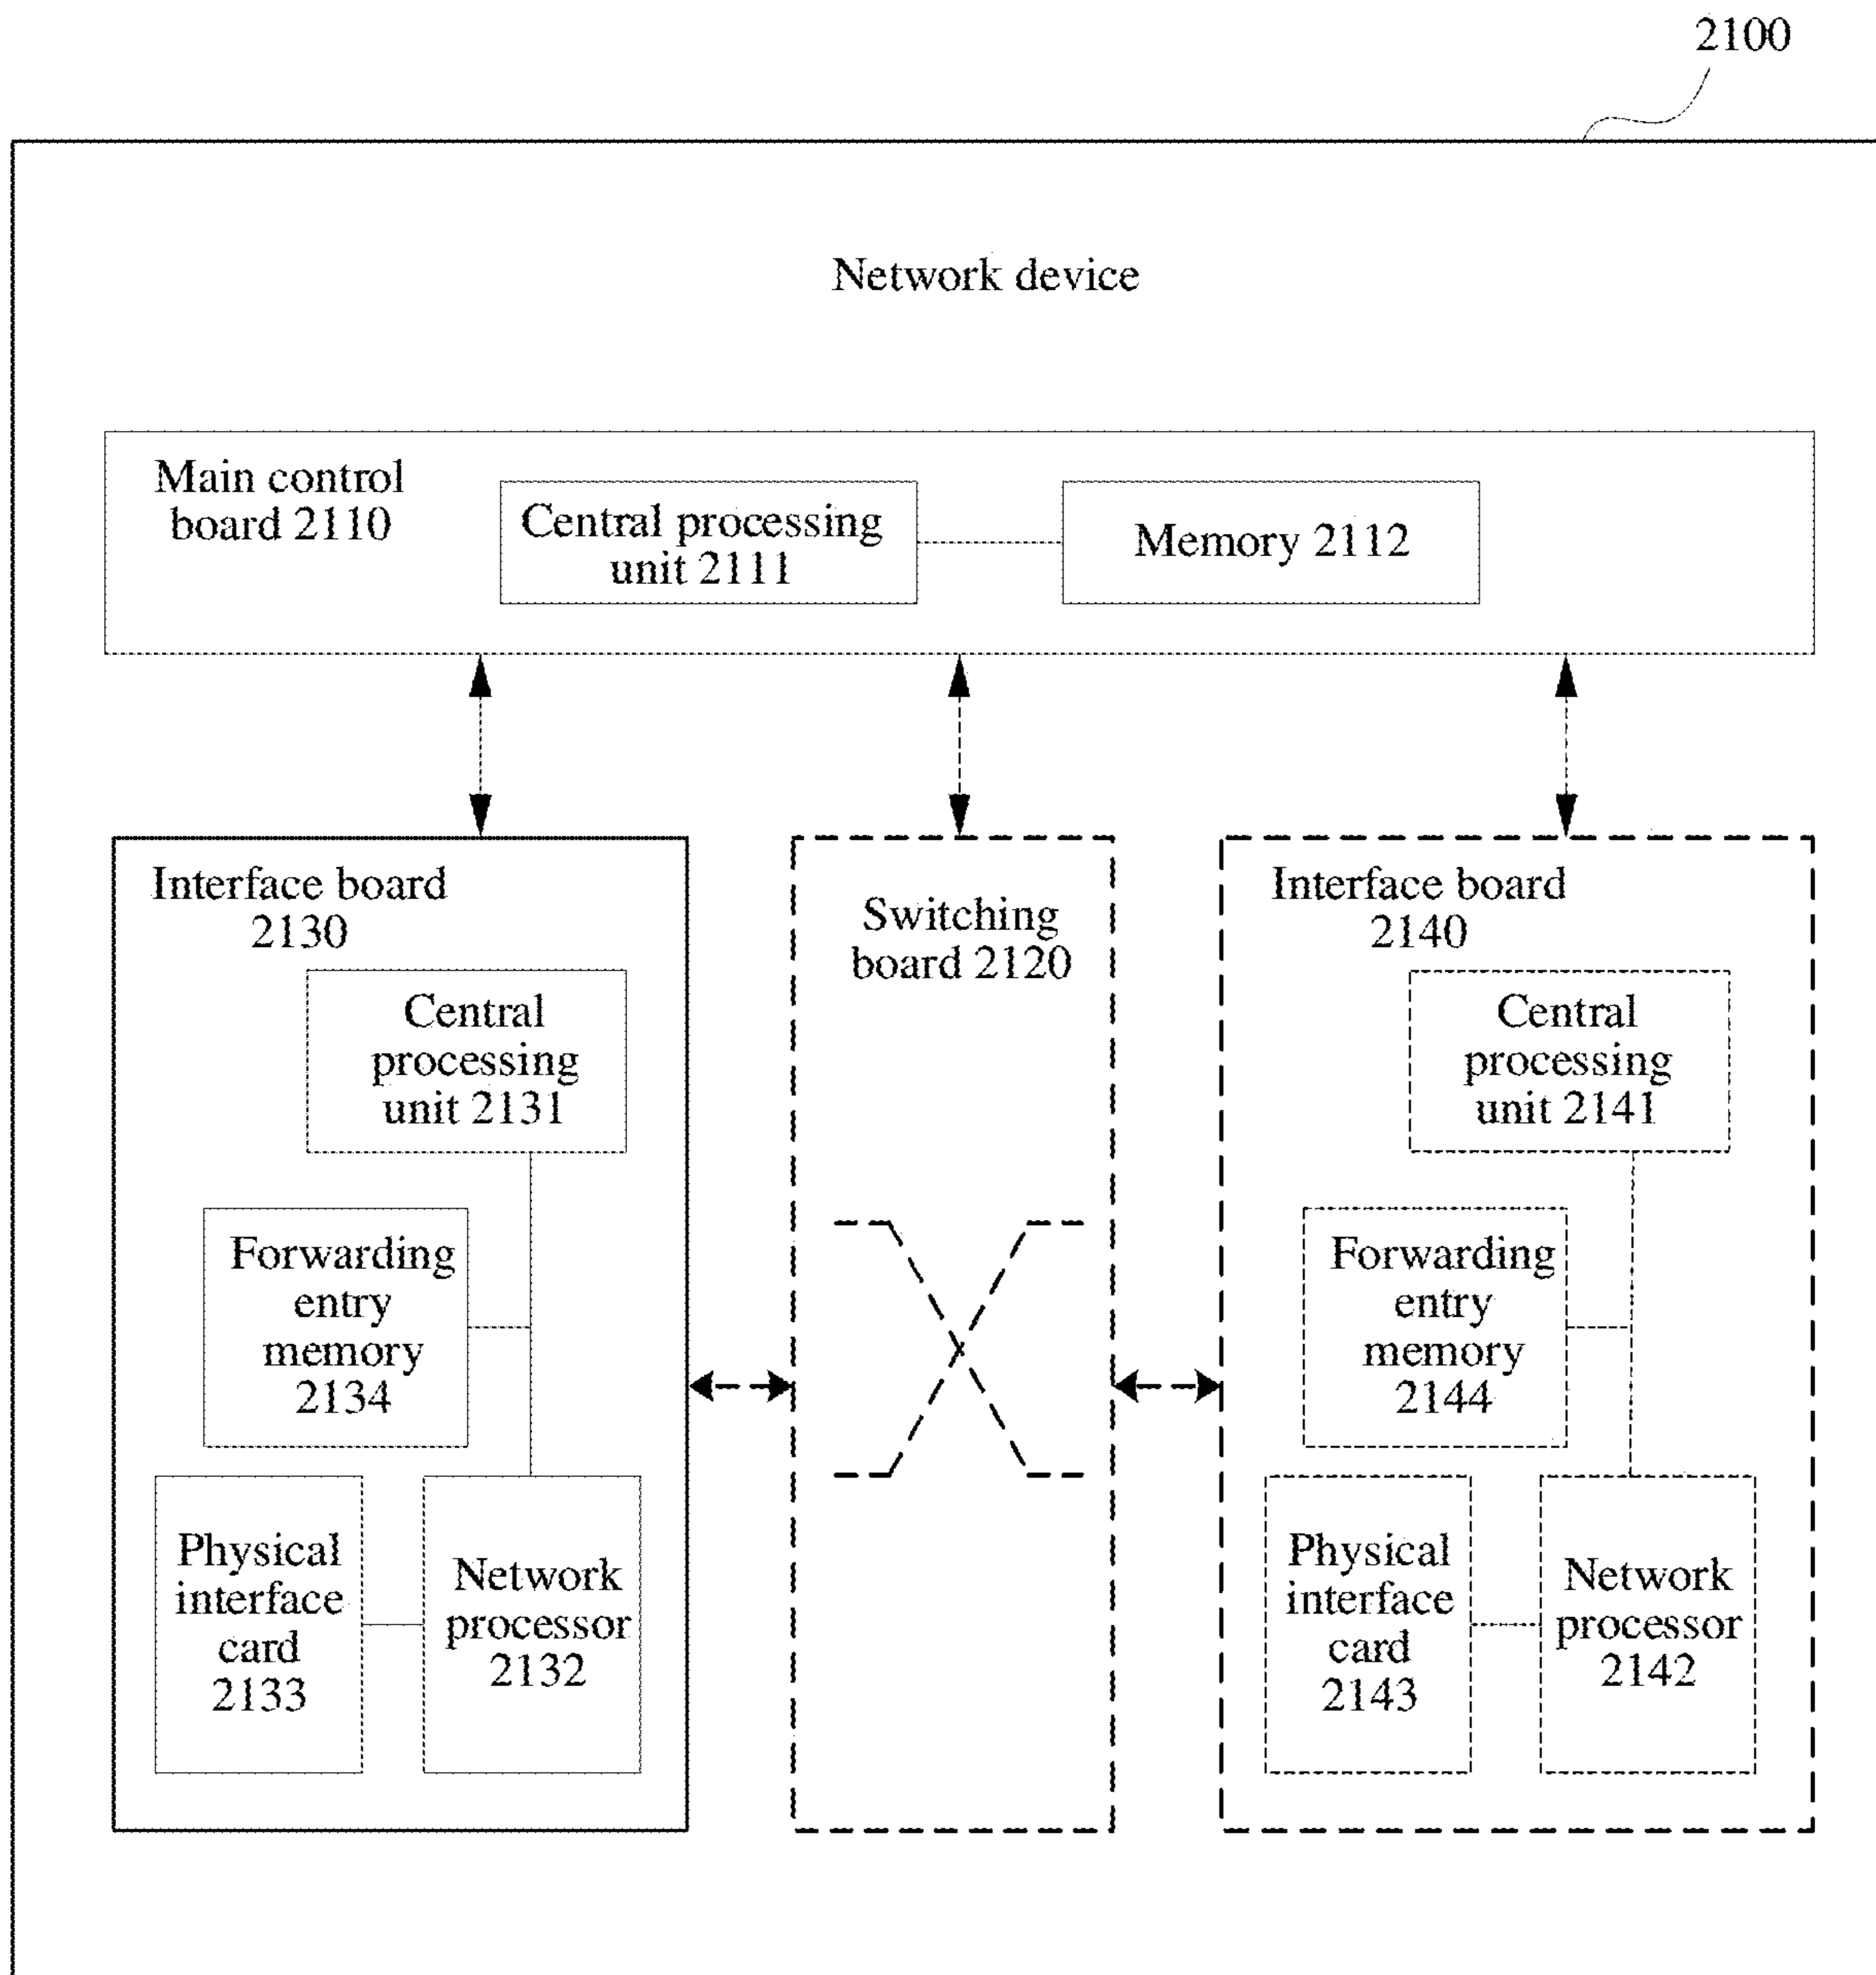 2100
Network device
Main control
board 2110
Central processing
unit 2111
Memory 2112
Interface board
2130
Central
processing
unit 2131
Forwarding
entry
memory
2134
Physical
interface
card
2133
Network
processor
2132
Switching
board 2120
Interface board
2140
Central
processing
unit 2141
Forwarding
entry
memory
2144
Physical
interface
card
2143
Network
processor
2142